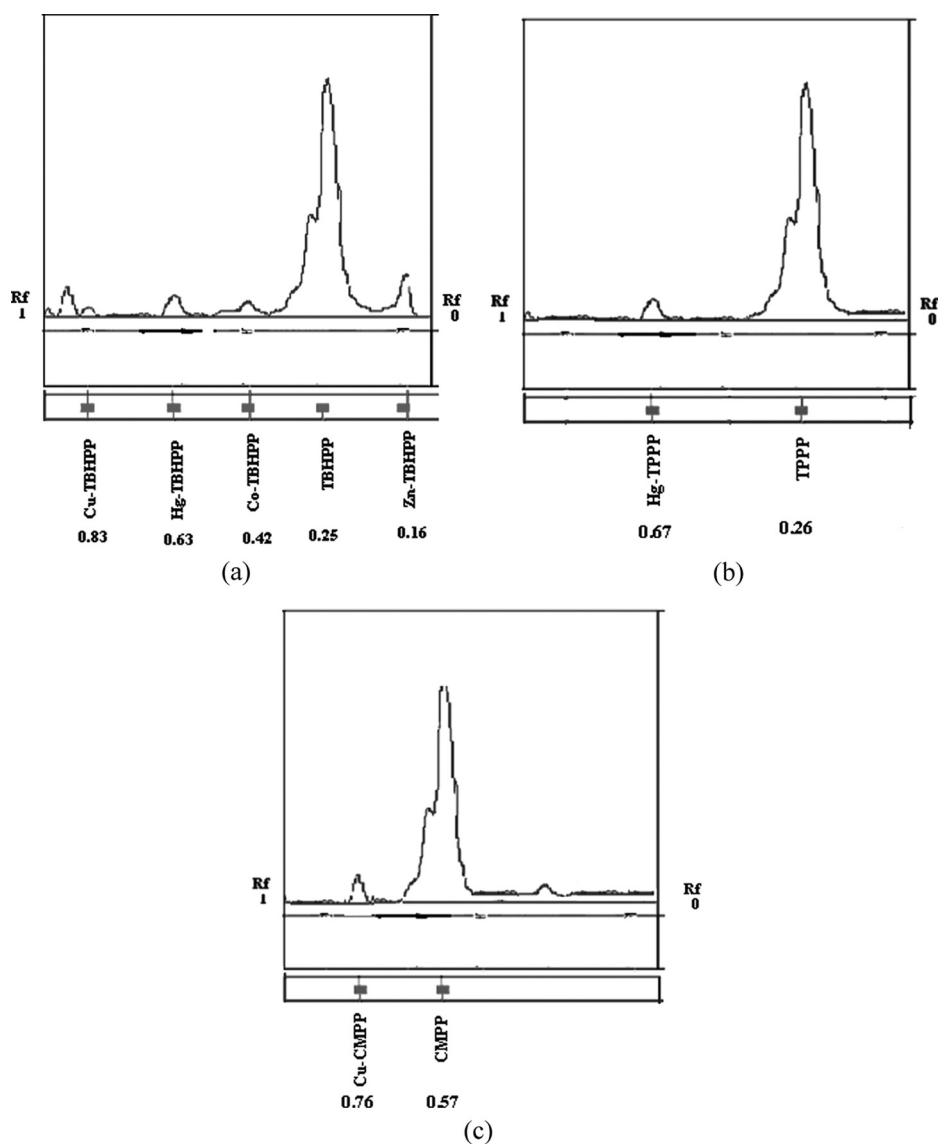 Rf
1
Rf
0
Cu-TBHPP
Hg-TBHPP
Co-TBHPP
TBHPP
Zn-TBHPP
0.83 0.63 0.42 0.25 0.16
(a)
Rf
1
Rf
0
Hg-TPPP
TPPP
0.67 0.26
(b)
Rf
1
Rf
0
Cu-CMPP
CMPP
0.76 0.57
(c)